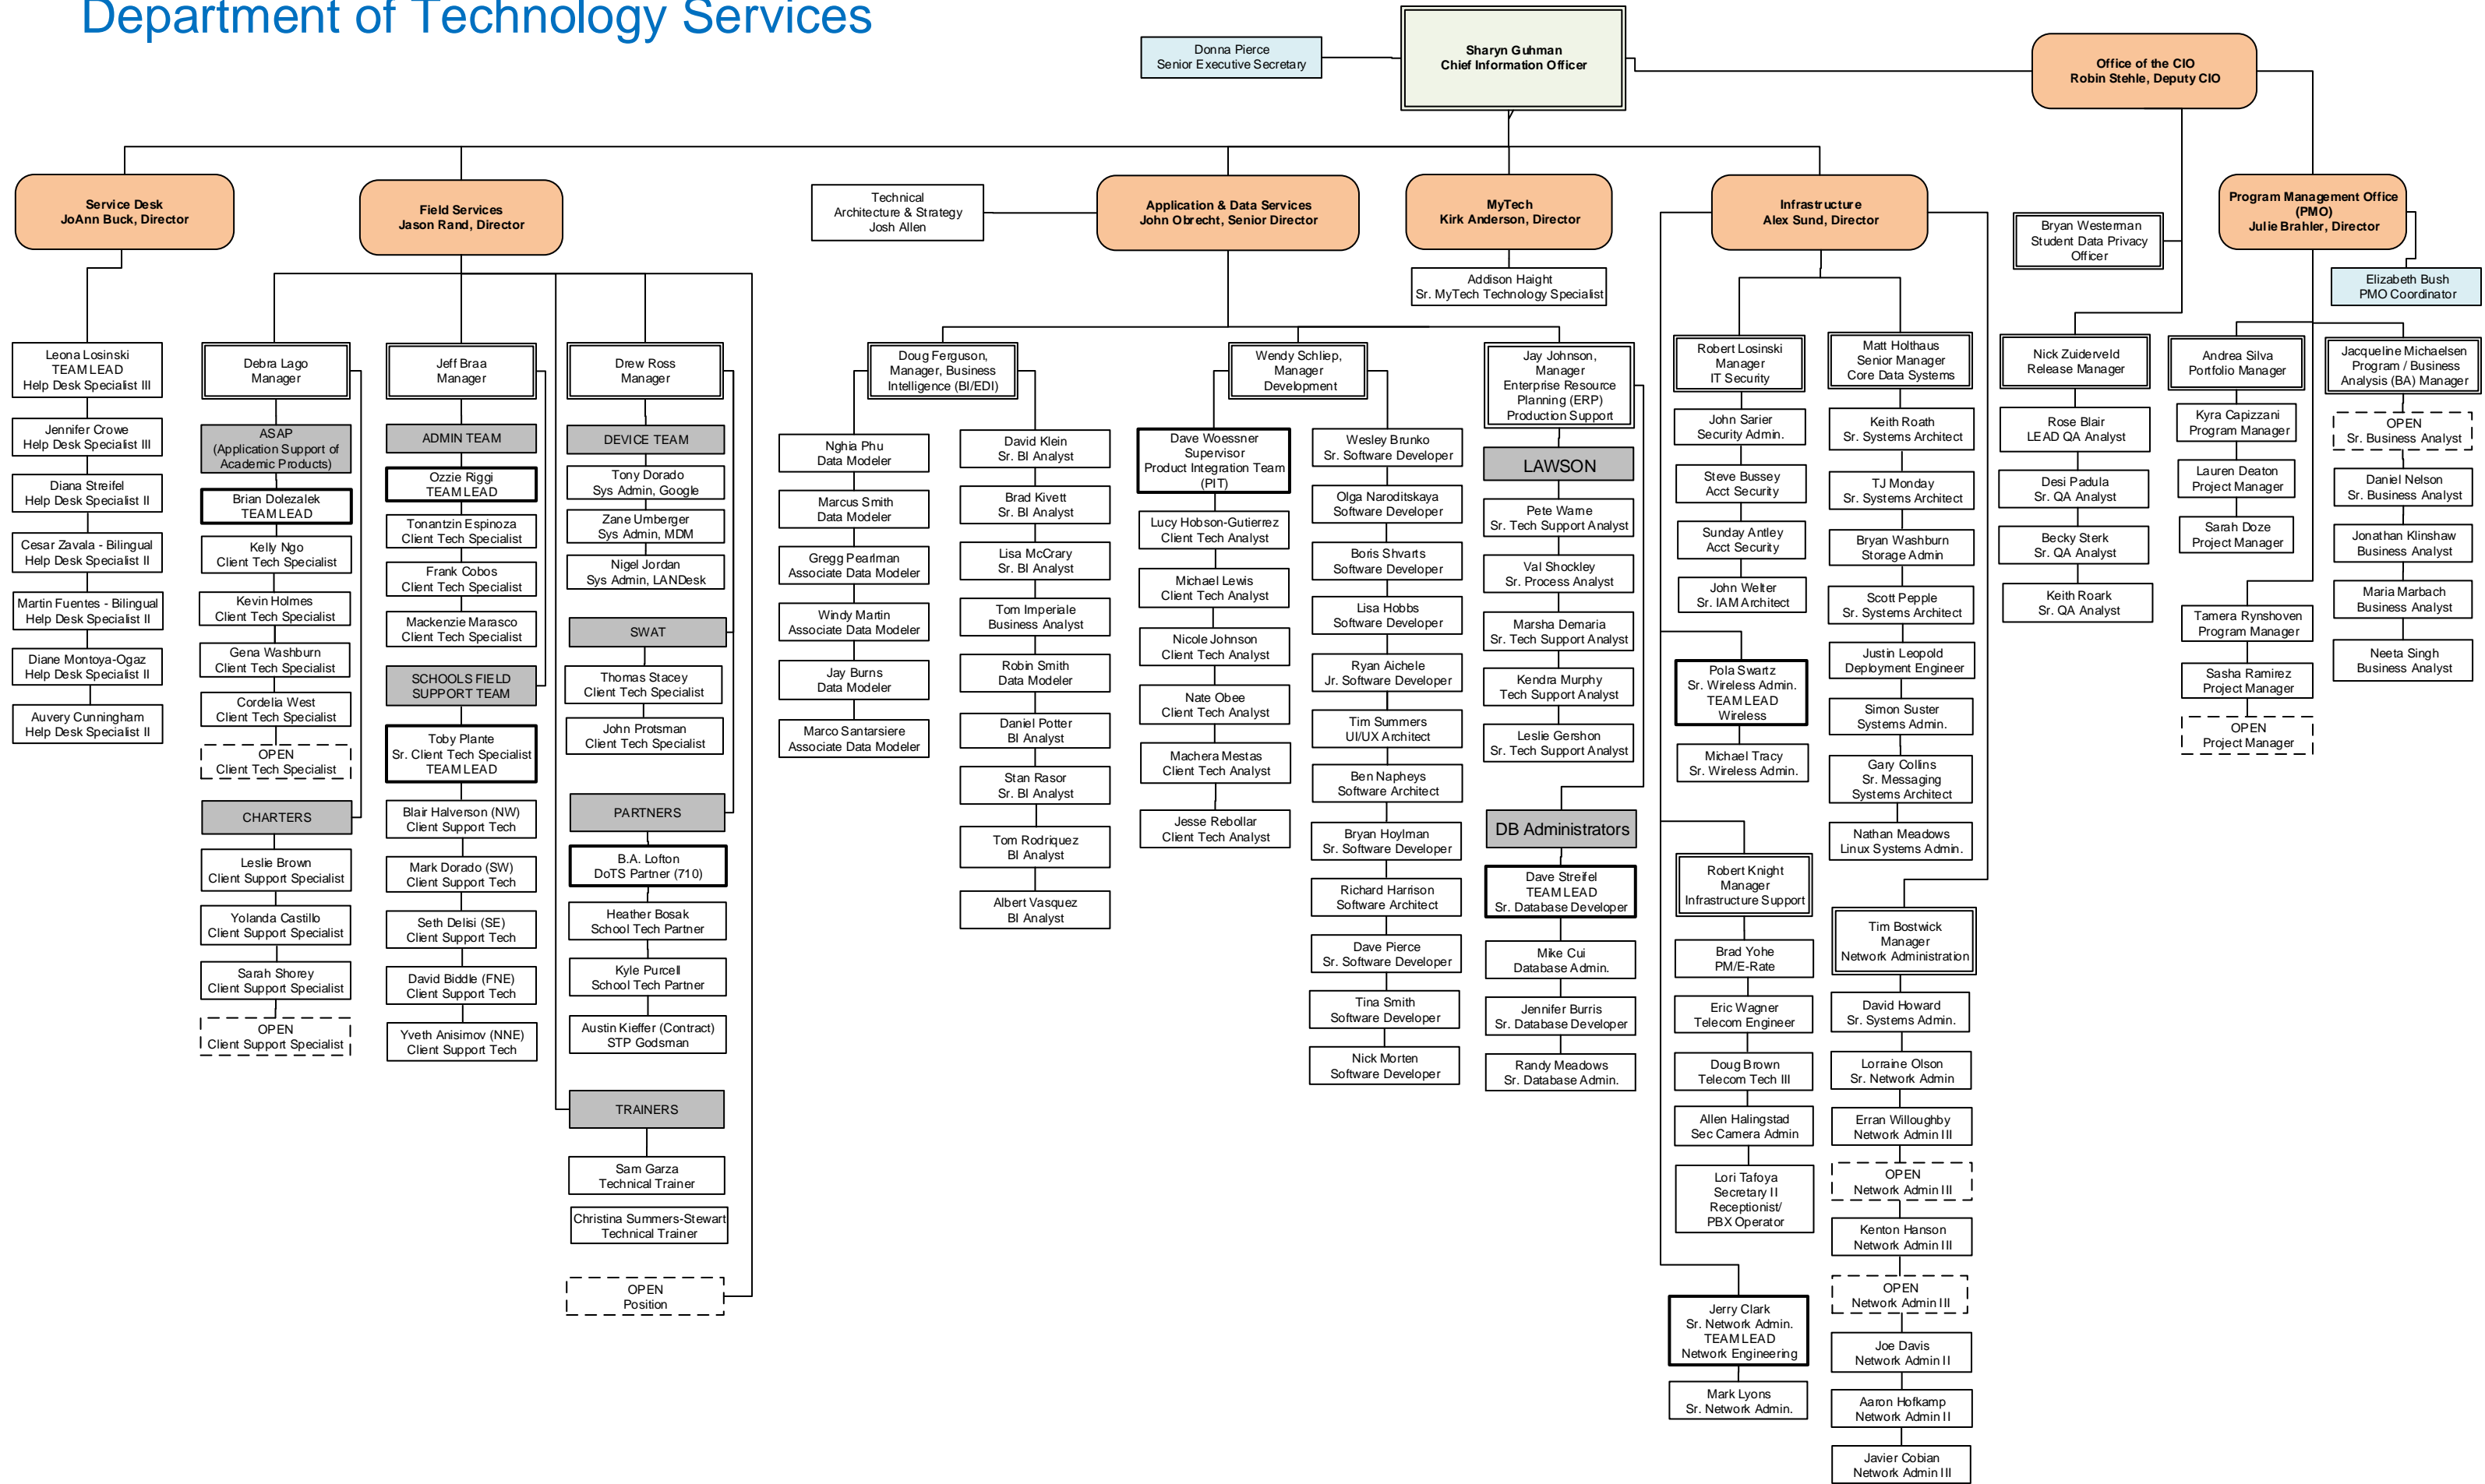 Department of Technology Services
Donna Pierce
Senior Executive Secretary
Sharyn Guhman
Chief Information Officer
Office of the CIO
Robin Stehle, Deputy CIO
Service Desk
JoAnn Buck, Director
Field Services
Jason Rand, Director
Technical
Architecture & Strategy
Josh Allen
Application & Data Services
John Obrecht, Senior Director
MyTech
Kirk Anderson, Director
Infrastructure
Alex Sund, Director
Program Management Office
(PMO)
Julie Brahler, Director
Bryan Westerman
Student Data Privacy
Officer
Addison Haight
Sr. MyTech Technology Specialist
Elizabeth Bush
PMO Coordinator
Leona Losinski
TEAM LEAD
Help Desk Specialist III
Jennifer Crowe
Help Desk Specialist III
Diana Streifel
Help Desk Specialist II
Cesar Zavala - Bilingual
Help Desk Specialist II
Martin Fuentes - Bilingual
Help Desk Specialist II
Diane Montoya-Ogaz
Help Desk Specialist II
Auvery Cunningham
Help Desk Specialist II
Debra Lago
Manager
ASAP
(Application Support of
Academic Products)
Brian Dolezalek
TEAM LEAD
Kelly Ngo
Client Tech Specialist
Kevin Holmes
Client Tech Specialist
Gena Washburn
Client Tech Specialist
Cordelia West
Client Tech Specialist
OPEN
Client Tech Specialist
CHARTERS
Leslie Brown
Client Support Specialist
Yolanda Castillo
Client Support Specialist
Sarah Shorey
Client Support Specialist
OPEN
Client Support Specialist
Jeff Braa
Manager
ADMIN TEAM
Ozzie Riggi
TEAM LEAD
Tonantzin Espinoza
Client Tech Specialist
Frank Cobos
Client Tech Specialist
Mackenzie Marasco
Client Tech Specialist
SCHOOLS FIELD
SUPPORT TEAM
Toby Plante
Sr. Client Tech Specialist
TEAM LEAD
Blair Halverson (NW)
Client Support Tech
Mark Dorado (SW)
Client Support Tech
Seth Delisi (SE)
Client Support Tech
David Biddle (FNE)
Client Support Tech
Yveth Anisimov (NNE)
Client Support Tech
Drew Ross
Manager
DEVICE TEAM
Tony Dorado
Sys Admin, Google
Zane Umberger
Sys Admin, MDM
Nigel Jordan
Sys Admin, LANDesk
SWAT
Thomas Stacey
Client Tech Specialist
John Protsman
Client Tech Specialist
PARTNERS
B.A. Lofton
DoTS Partner (710)
Heather Bosak
School Tech Partner
Kyle Purcell
School Tech Partner
Austin Kieffer (Contract)
STP Godsman
TRAINERS
Sam Garza
Technical Trainer
Christina Summers-Stewart
Technical Trainer
OPEN
Position
Doug Ferguson,
Manager, Business
Intelligence (BI/EDI)
Nghia Phu
Data Modeler
Marcus Smith
Data Modeler
Gregg Pearlman
Associate Data Modeler
Windy Martin
Associate Data Modeler
Jay Burns
Data Modeler
Marco Santarsiere
Associate Data Modeler
David Klein
Sr. BI Analyst
Brad Kivett
Sr. BI Analyst
Lisa McCrary
Sr. BI Analyst
Tom Imperiale
Business Analyst
Robin Smith
Data Modeler
Daniel Potter
BI Analyst
Stan Rasor
Sr. BI Analyst
Tom Rodriquez
BI Analyst
Albert Vasquez
BI Analyst
Wendy Schliep,
Manager
Development
Dave Woessner
Supervisor
Product Integration Team
(PIT)
Lucy Hobson-Gutierrez
Client Tech Analyst
Michael Lewis
Client Tech Analyst
Nicole Johnson
Client Tech Analyst
Nate Obee
Client Tech Analyst
Machera Mestas
Client Tech Analyst
Jesse Rebollar
Client Tech Analyst
Wesley Brunko
Sr. Software Developer
Olga Naroditskaya
Software Developer
Boris Shvarts
Software Developer
Lisa Hobbs
Software Developer
Ryan Aichele
Jr. Software Developer
Tim Summers
UI/UX Architect
Ben Napheys
Software Architect
Bryan Hoylman
Sr. Software Developer
Richard Harrison
Software Architect
Dave Pierce
Sr. Software Developer
Tina Smith
Software Developer
Nick Morten
Software Developer
Jay Johnson,
Manager
Enterprise Resource
Planning (ERP)
Production Support
LAWSON
Pete Warne
Sr. Tech Support Analyst
Val Shockley
Sr. Process Analyst
Marsha Demaria
Sr. Tech Support Analyst
Kendra Murphy
Tech Support Analyst
Leslie Gershon
Sr. Tech Support Analyst
DB Administrators
Dave Streifel
TEAM LEAD
Sr. Database Developer
Mike Cui
Database Admin.
Jennifer Burris
Sr. Database Developer
Randy Meadows
Sr. Database Admin.
Robert Losinski
Manager
IT Security
John Sarier
Security Admin.
Steve Bussey
Acct Security
Sunday Antley
Acct Security
John Welter
Sr. IAM Architect
Pola Swartz
Sr. Wireless Admin.
TEAM LEAD
Wireless
Michael Tracy
Sr. Wireless Admin.
Robert Knight
Manager
Infrastructure Support
Brad Yohe
PM/E-Rate
Eric Wagner
Telecom Engineer
Doug Brown
Telecom Tech III
Allen Halingstad
Sec Camera Admin
Lori Tafoya
Secretary II
Receptionist/
PBX Operator
Jerry Clark
Sr. Network Admin.
TEAM LEAD
Network Engineering
Mark Lyons
Sr. Network Admin.
Matt Holthaus
Senior Manager
Core Data Systems
Keith Roath
Sr. Systems Architect
TJ Monday
Sr. Systems Architect
Bryan Washburn
Storage Admin
Scott Pepple
Sr. Systems Architect
Justin Leopold
Deployment Engineer
Simon Suster
Systems Admin.
Gary Collins
Sr. Messaging
Systems Architect
Nathan Meadows
Linux Systems Admin.
Tim Bostwick
Manager
Network Administration
David Howard
Sr. Systems Admin.
Lorraine Olson
Sr. Network Admin
Erran Willoughby
Network Admin III
OPEN
Network Admin III
Kenton Hanson
Network Admin III
OPEN
Network Admin III
Joe Davis
Network Admin II
Aaron Hofkamp
Network Admin II
Javier Cobian
Network Admin III
Nick Zuiderveld
Release Manager
Rose Blair
LEAD QA Analyst
Desi Padula
Sr. QA Analyst
Becky Sterk
Sr. QA Analyst
Keith Roark
Sr. QA Analyst
Andrea Silva
Portfolio Manager
Kyra Capizzani
Program Manager
Lauren Deaton
Project Manager
Sarah Doze
Project Manager
Tamera Rynshoven
Program Manager
Sasha Ramirez
Project Manager
OPEN
Project Manager
Jacqueline Michaelsen
Program / Business
Analysis (BA) Manager
OPEN
Sr. Business Analyst
Daniel Nelson
Sr. Business Analyst
Jonathan Klinshaw
Business Analyst
Maria Marbach
Business Analyst
Neeta Singh
Business Analyst